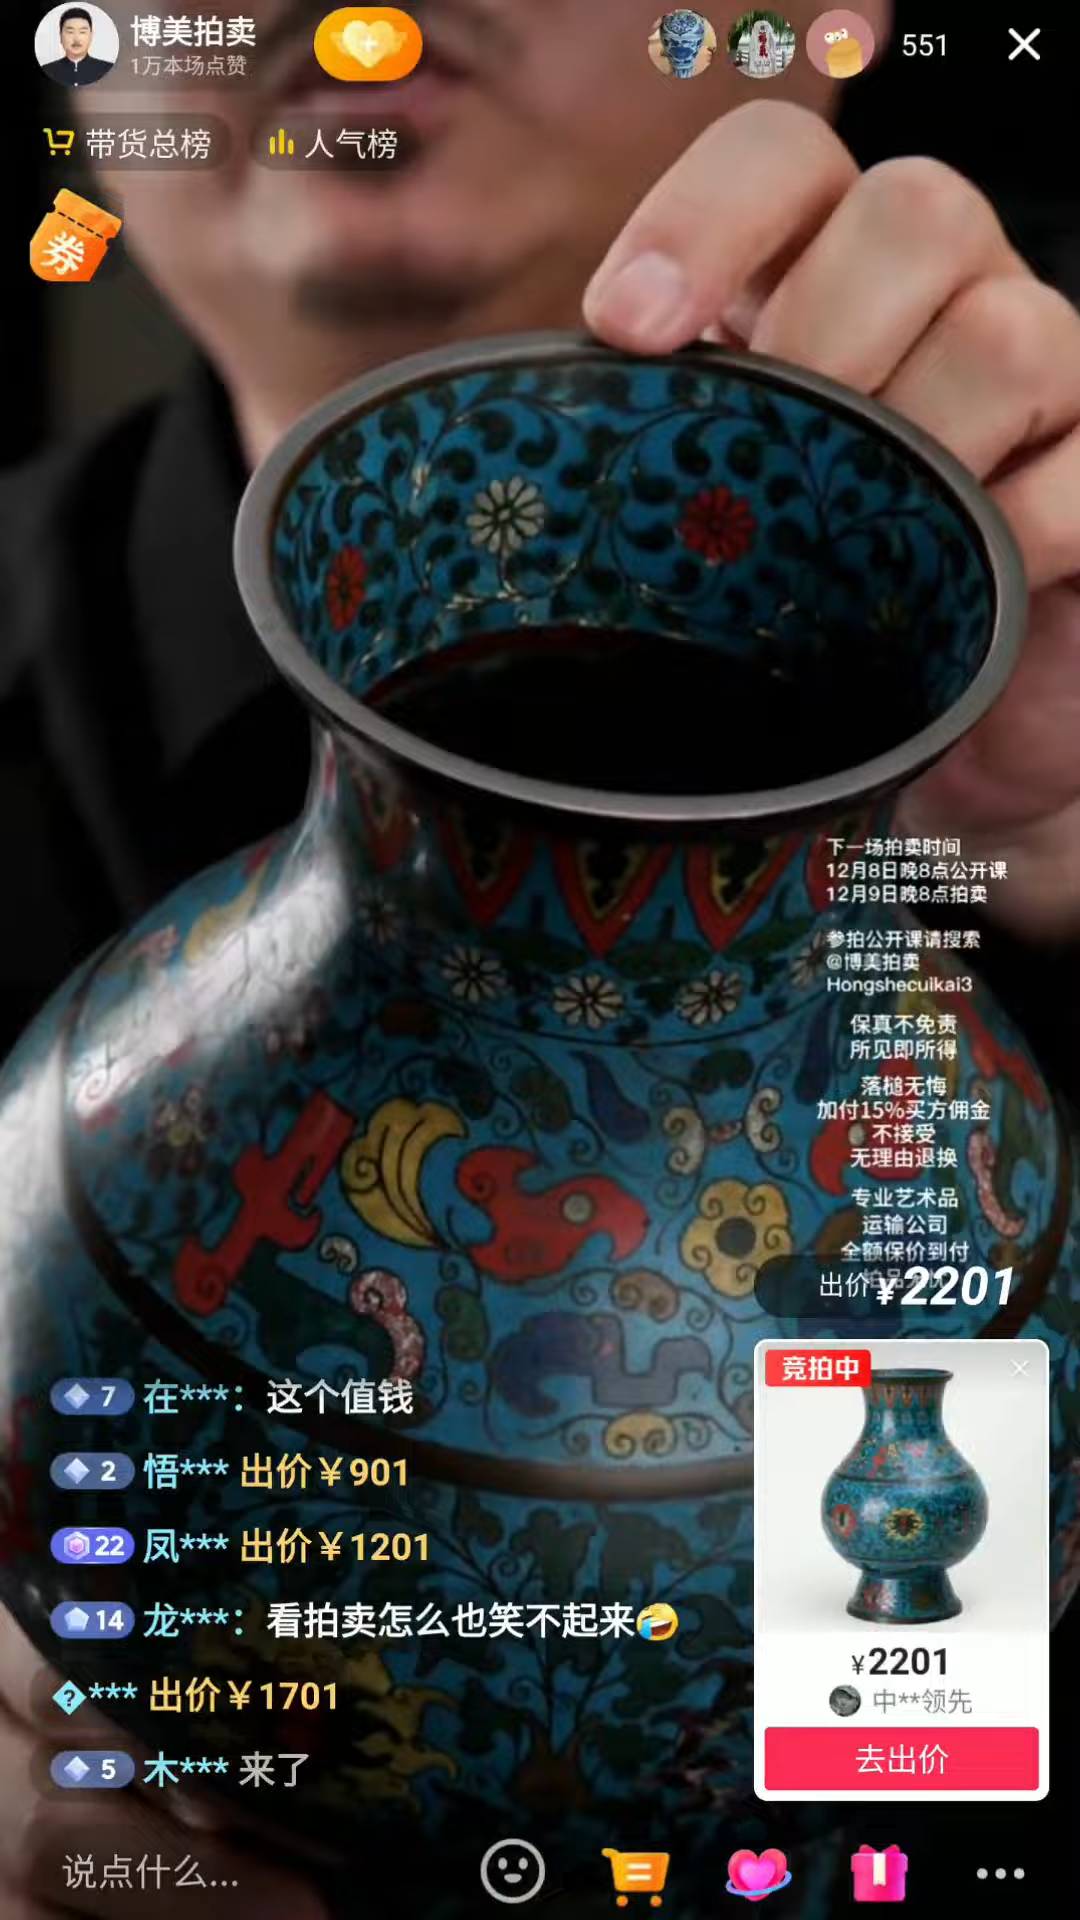 博美拍卖
1万本场点赞
551
带货总榜
人气榜
券
下一场拍卖时间
12月8日晚8点公开课
12月9日晚8点拍卖
参拍公开课请搜索
@博美拍卖
Hongshecuikai3
保真不免责
所见即所得
落槌无悔
加付15%买方佣金
不接受
无理由退换
专业艺术品
运输公司
全额保价到付
出价¥2201
7 在***：这个值钱
2 悟*** 出价¥901
22 凤*** 出价¥1201
14 龙***：看拍卖怎么也笑不起来🤣
*** 出价¥1701
5 木*** 来了
竞拍中
¥2201
中**领先
去出价
说点什么...